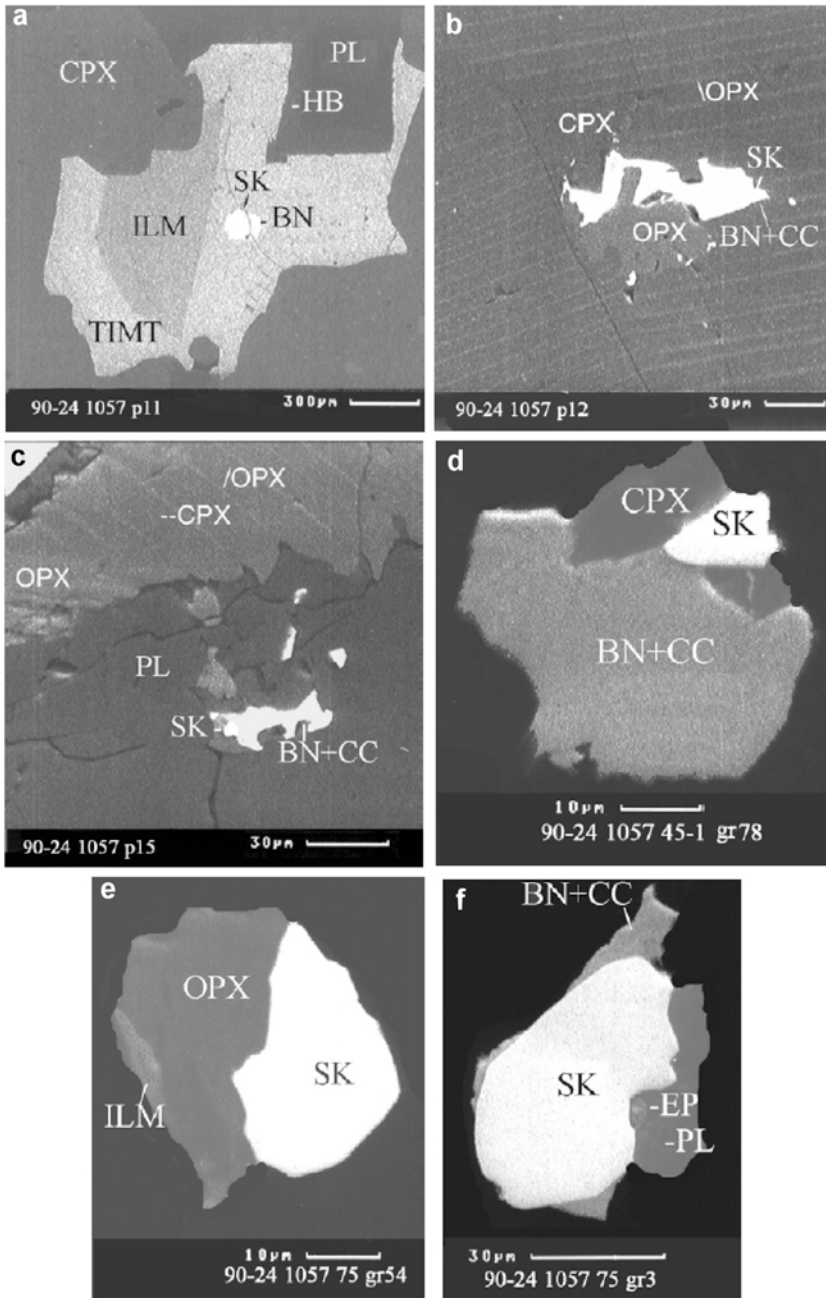 a
CPX
PL
-HB
SK
-BN
ILM
TIMT
90-24 1057 p11
300μm
b
\OPX
CPX
SK
OPX
BN+CC
90-24 1057 p12
30μm
c
/OPX
--CPX
OPX
PL
SK-
BN+CC
90-24 1057 p15
30μm
d
CPX
SK
BN+CC
10μm
90-24 1057 45-1 gr78
e
OPX
SK
ILM
10μm
90-24 1057 75 gr54
f
BN+CC
SK
-EP
-PL
30μm
90-24 1057 75 gr3